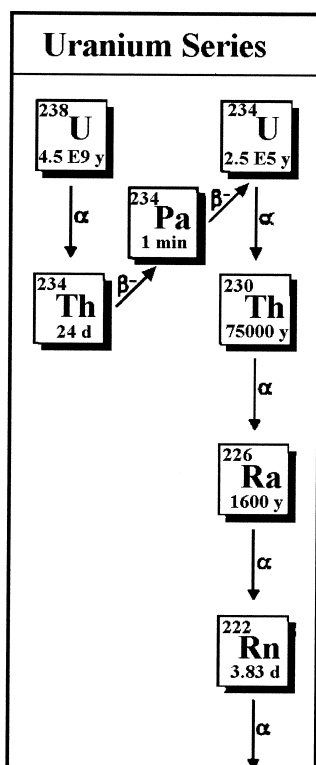 Uranium Series
238
U
4.5 E9 y
α
234
Th
24 d
β−
234
Pa
1 min
β−
234
U
2.5 E5 y
α
230
Th
75000 y
α
226
Ra
1600 y
α
222
Rn
3.83 d
α